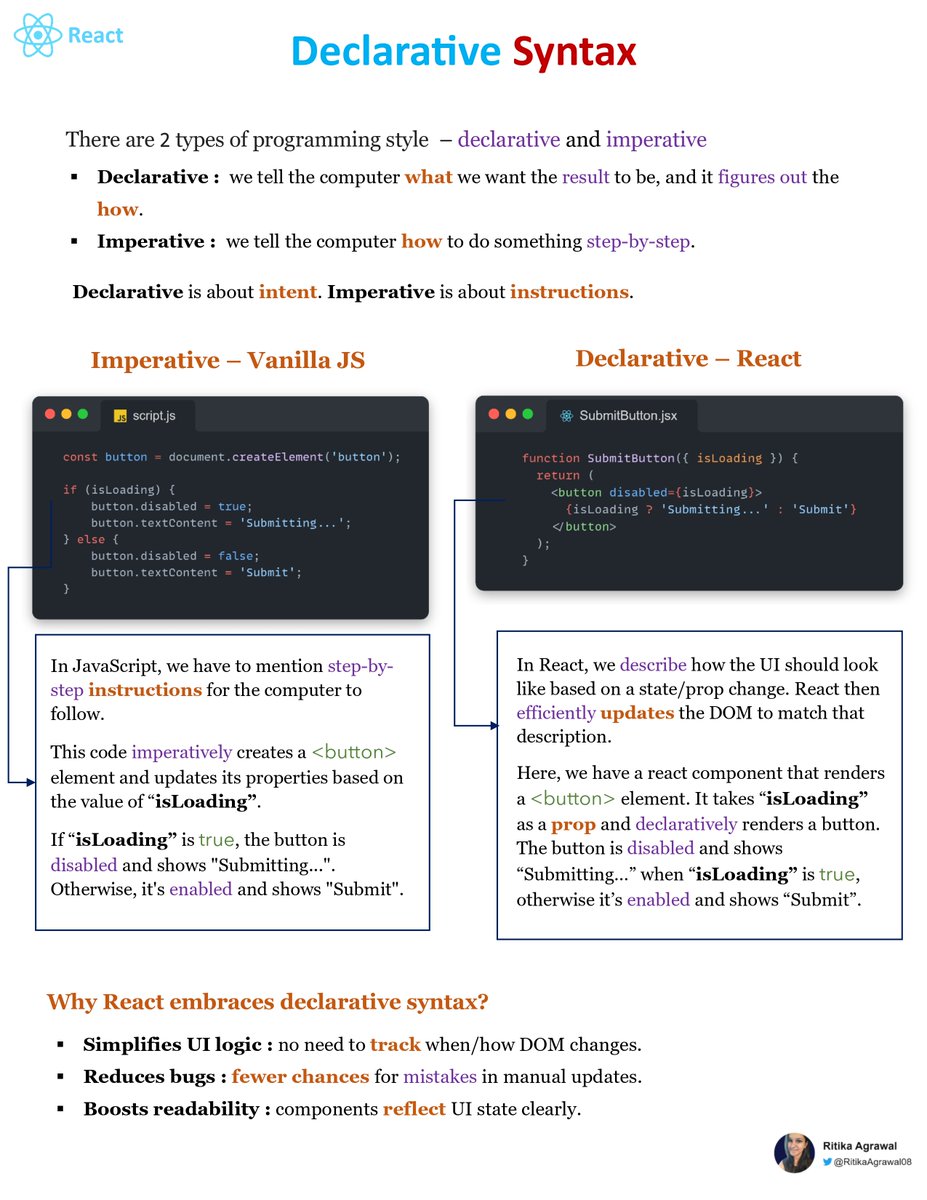 React
Declarative Syntax
There are 2 types of programming style – declarative and imperative
▪ Declarative : we tell the computer what we want the result to be, and it figures out the
how.
▪ Imperative : we tell the computer how to do something step-by-step.
Declarative is about intent. Imperative is about instructions.
Imperative – Vanilla JS
JS script.js
const button = document.createElement('button');
if (isLoading) {
    button.disabled = true;
    button.textContent = 'Submitting...';
} else {
    button.disabled = false;
    button.textContent = 'Submit';
}
In JavaScript, we have to mention step-by-
step instructions for the computer to
follow.
This code imperatively creates a <button>
element and updates its properties based on
the value of “isLoading”.
If “isLoading” is true, the button is
disabled and shows "Submitting...".
Otherwise, it's enabled and shows "Submit".
Declarative – React
SubmitButton.jsx
function SubmitButton({ isLoading }) {
  return (
    <button disabled={isLoading}>
      {isLoading ? 'Submitting...' : 'Submit'}
    </button>
  );
}
In React, we describe how the UI should look
like based on a state/prop change. React then
efficiently updates the DOM to match that
description.
Here, we have a react component that renders
a <button> element. It takes “isLoading”
as a prop and declaratively renders a button.
The button is disabled and shows
“Submitting...” when “isLoading” is true,
otherwise it’s enabled and shows “Submit”.
Why React embraces declarative syntax?
▪ Simplifies UI logic : no need to track when/how DOM changes.
▪ Reduces bugs : fewer chances for mistakes in manual updates.
▪ Boosts readability : components reflect UI state clearly.
Ritika Agrawal
@RitikaAgrawal08